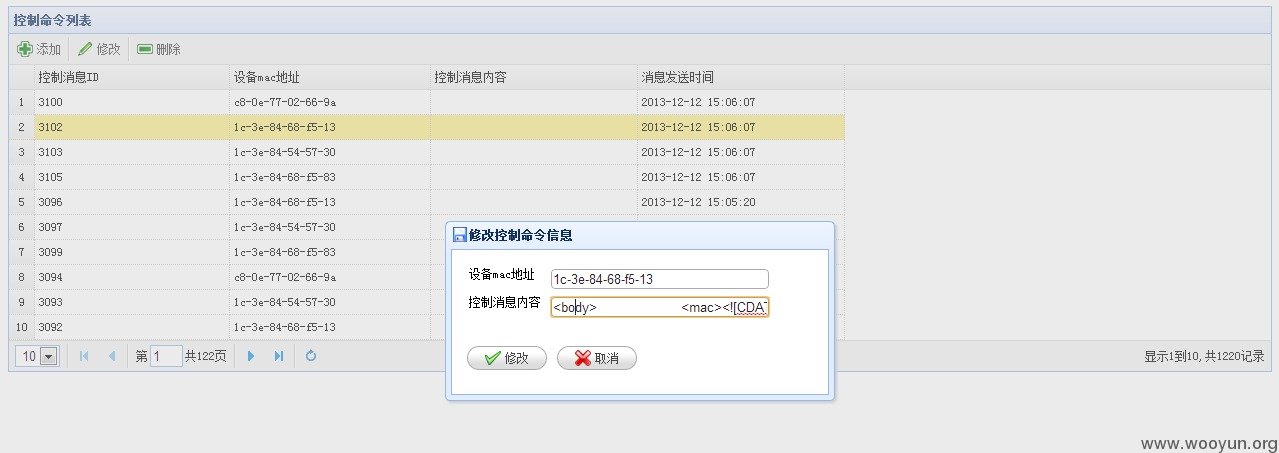 控制命令列表
添加 修改 删除
控制消息ID 设备mac地址 控制消息内容 消息发送时间
1 3100 c8-0e-77-02-66-9a 2013-12-12 15:06:07
2 3102 1c-3e-84-68-f5-13 2013-12-12 15:06:07
3 3103 1c-3e-84-54-57-30 2013-12-12 15:06:07
4 3105 1c-3e-84-68-f5-83 2013-12-12 15:06:07
5 3096 1c-3e-84-68-f5-13 2013-12-12 15:05:20
6 3097 1c-3e-84-54-57-30
7 3099 1c-3e-84-68-f5-83
8 3094 c8-0e-77-02-66-9a
9 3093 1c-3e-84-54-57-30
10 3092 1c-3e-84-68-f5-13
修改控制命令信息
设备mac地址 1c-3e-84-68-f5-13
控制消息内容 <body> <mac><![CDAT
修改 取消
10 第 1 共122页 显示1到10,共1220记录
www.wooyun.org